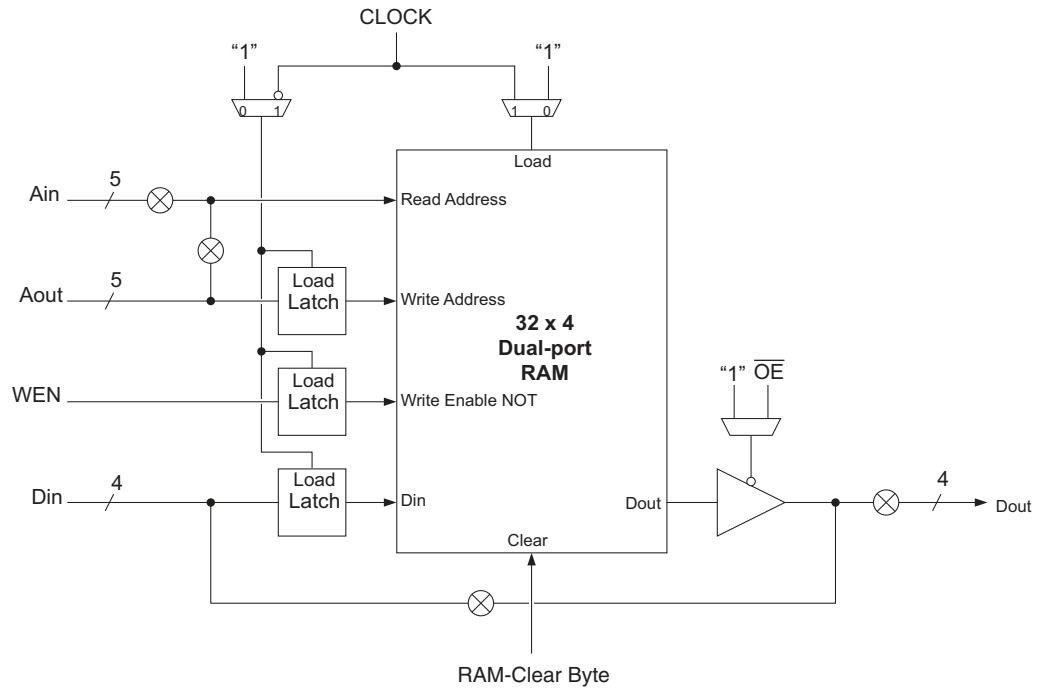 CLOCK
"1"
"1"
0 1
1 0
Load
Ain
5
Read Address
Load
Latch
Aout
5
Write Address
32 x 4
Dual-port
RAM
Load
Latch
WEN
Write Enable NOT
"1" OE
Load
Latch
Din
4
Din
Dout
4
Dout
Clear
RAM-Clear Byte